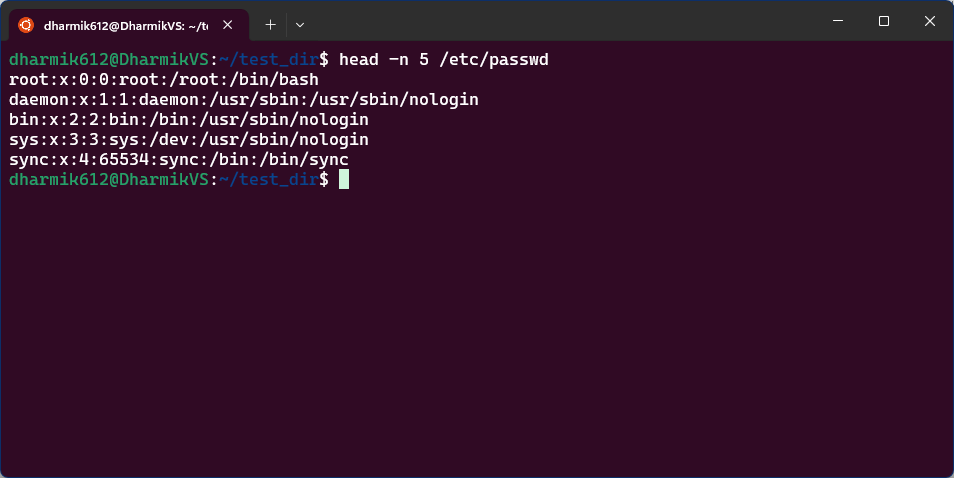 dharmik612@DharmikVS: ~/te
dharmik612@DharmikVS:~/test_dir$ head -n 5 /etc/passwd
root:x:0:0:root:/root:/bin/bash
daemon:x:1:1:daemon:/usr/sbin:/usr/sbin/nologin
bin:x:2:2:bin:/bin:/usr/sbin/nologin
sys:x:3:3:sys:/dev:/usr/sbin/nologin
sync:x:4:65534:sync:/bin:/bin/sync
dharmik612@DharmikVS:~/test_dir$